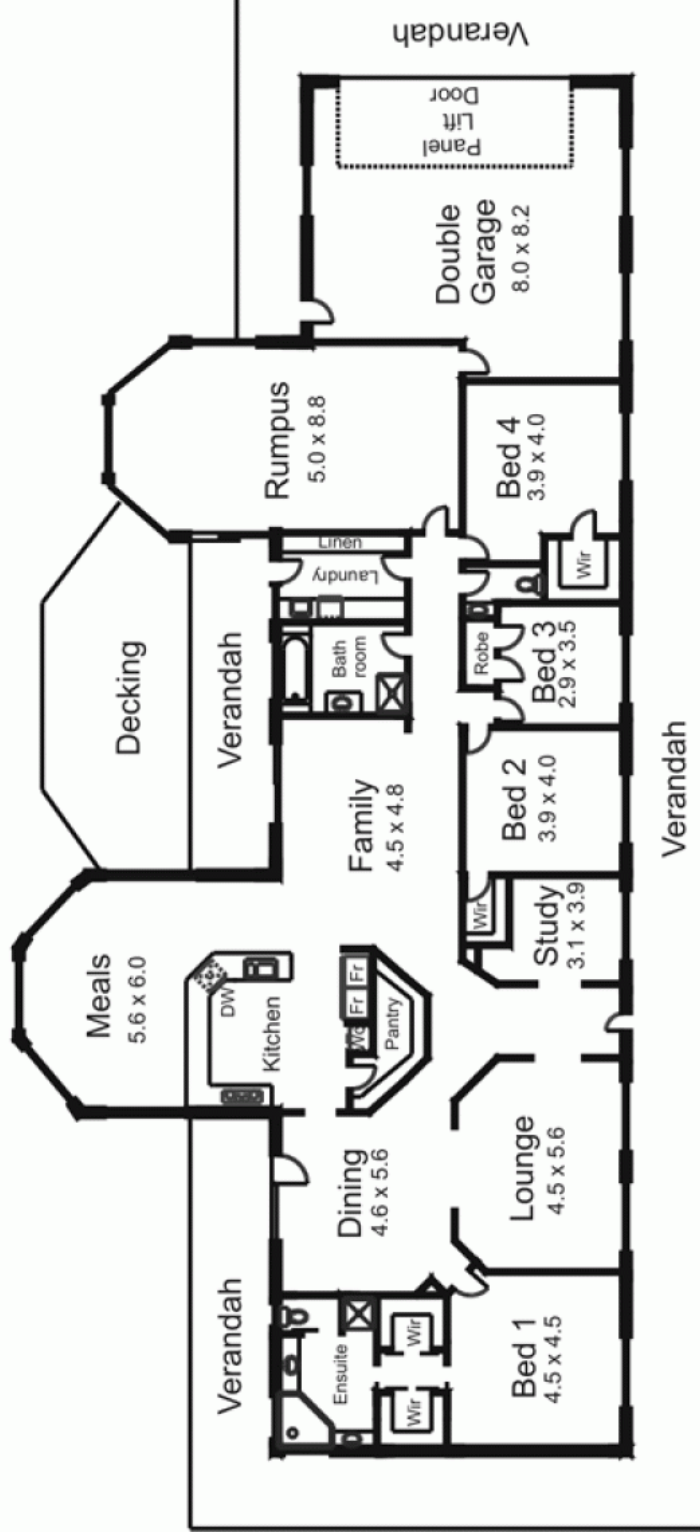 Verandah
Panel
Lift
Door
Double
Garage
8.0 x 8.2
Rumpus
5.0 x 8.8
Bed 4
3.9 x 4.0
Wir
Linen
Laundry
Bath
room
Robe
Bed 3
2.9 x 3.5
Decking
Verandah
Family
4.5 x 4.8
Bed 2
3.9 x 4.0
Verandah
Wir
Study
3.1 x 3.9
Meals
5.6 x 6.0
DW
Kitchen
Fr
Fr
Pantry
Dining
4.6 x 5.6
Lounge
4.5 x 5.6
Verandah
Ensuite
Wir
Wir
Bed 1
4.5 x 4.5